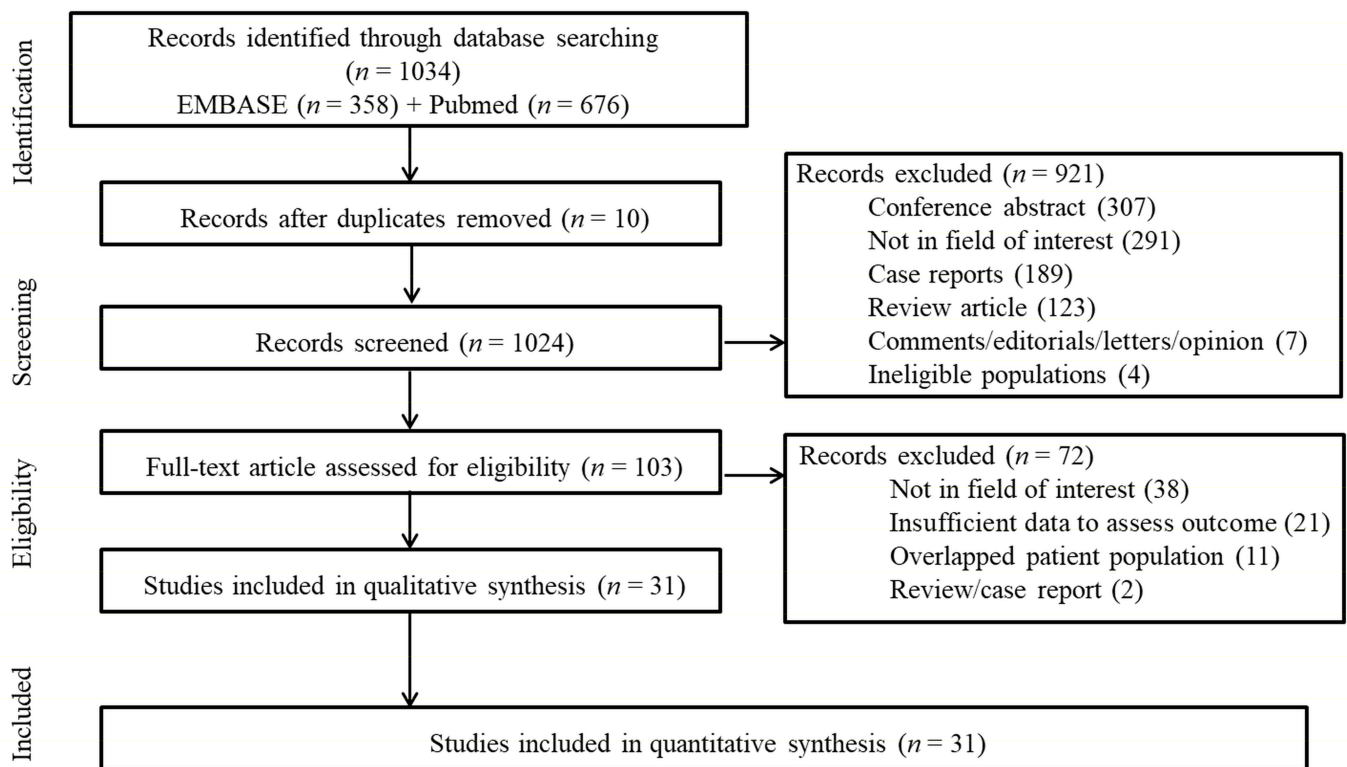 Identification
Records identified through database searching
(n = 1034)
EMBASE (n = 358) + Pubmed (n = 676)
Records after duplicates removed (n = 10)
Screening
Records screened (n = 1024)
Records excluded (n = 921)
Conference abstract (307)
Not in field of interest (291)
Case reports (189)
Review article (123)
Comments/editorials/letters/opinion (7)
Ineligible populations (4)
Eligibility
Full-text article assessed for eligibility (n = 103)
Records excluded (n = 72)
Not in field of interest (38)
Insufficient data to assess outcome (21)
Overlapped patient population (11)
Review/case report (2)
Studies included in qualitative synthesis (n = 31)
Included
Studies included in quantitative synthesis (n = 31)